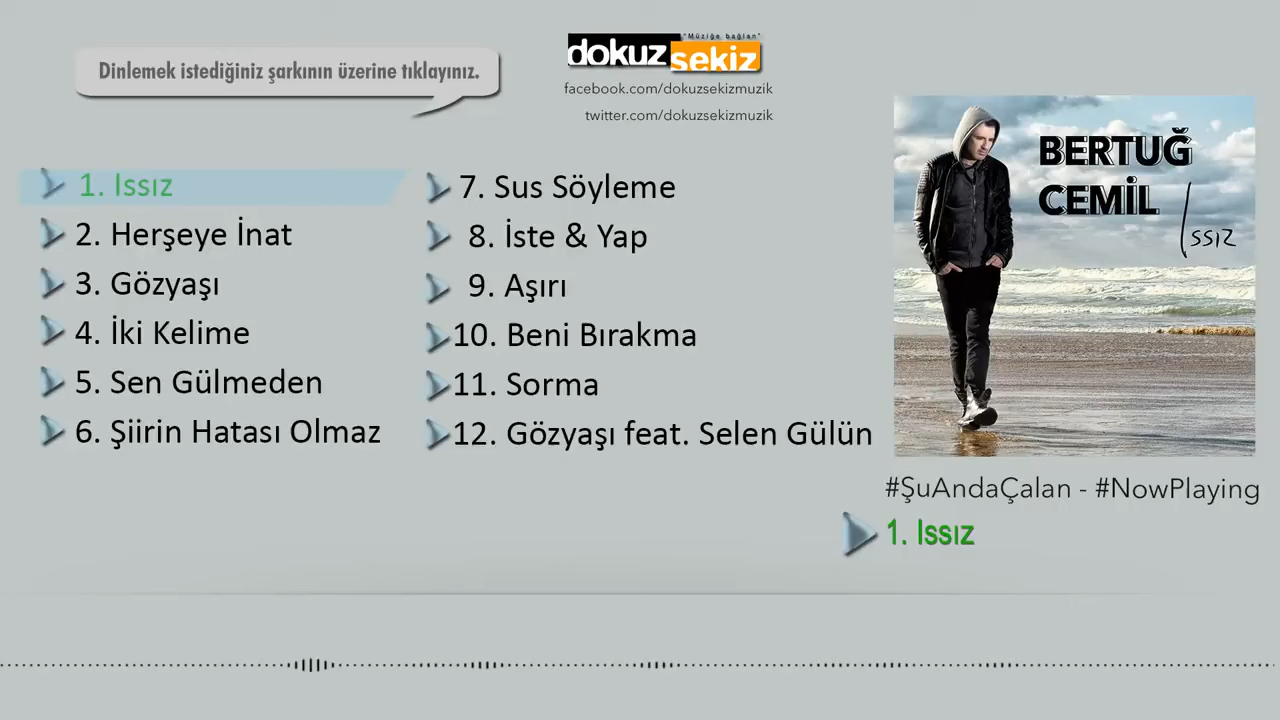 Dinlemek istediğiniz şarkının üzerine tıklayınız.
"Müziğe bağlan"
dokuz sekiz
facebook.com/dokuzsekizmuzik
twitter.com/dokuzsekizmuzik
1. Issız
2. Herşeye İnat
3. Gözyaşı
4. İki Kelime
5. Sen Gülmeden
6. Şiirin Hatası Olmaz
7. Sus Söyleme
8. İste & Yap
9. Aşırı
10. Beni Bırakma
11. Sorma
12. Gözyaşı feat. Selen Gülün
BERTUĞ
CEMİL
Issız
#ŞuAndaÇalan - #NowPlaying
1. Issız